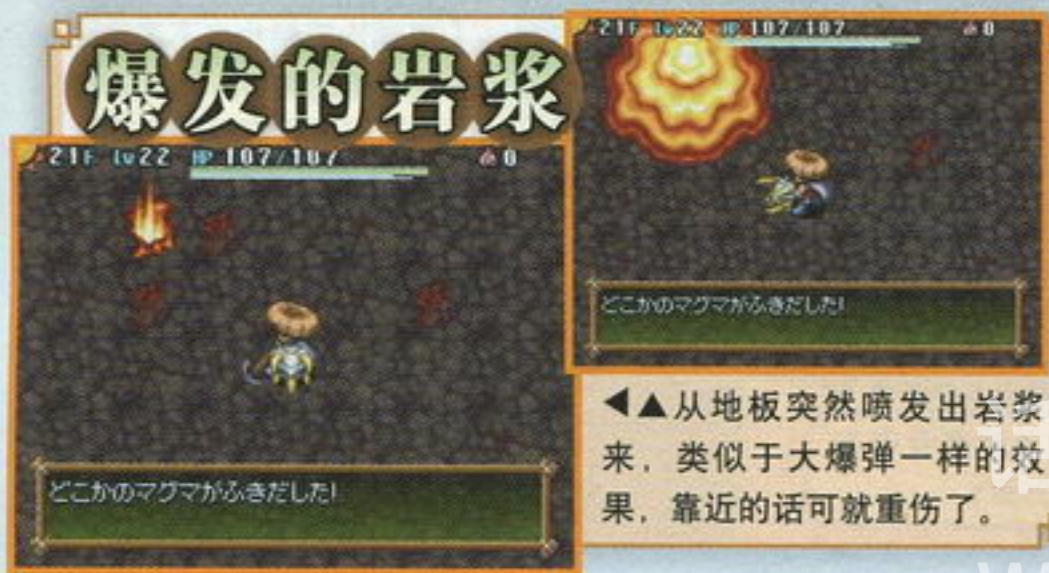 爆发的岩浆
21F Lv22 HP 107/107 0
どこかのマグマがふきだした!
21F Lv22 HP 107/107 0
どこかのマグマがふきだした!
◀▲从地板突然喷发出岩浆
来，类似于大爆弹一样的效
果，靠近的话可就重伤了。